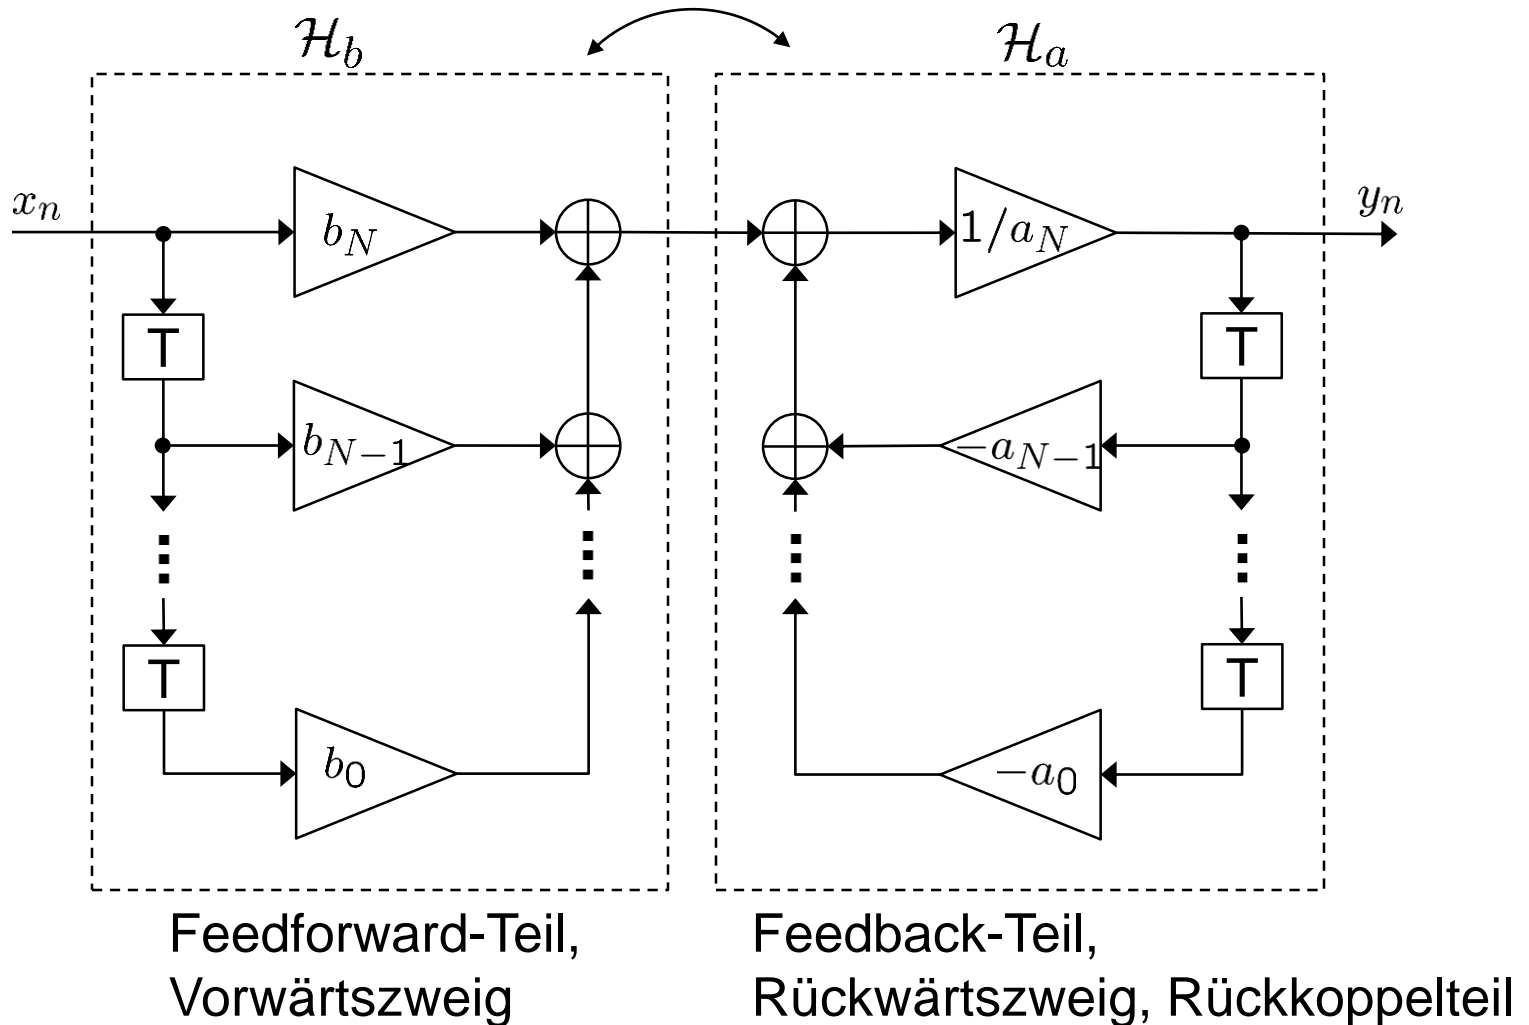 ℋ_b
ℋ_a
x_n
b_N
1/a_N
y_n
T
T
b_{N−1}
−a_{N−1}
T
T
b_0
−a_0
Feedforward-Teil,
Vorwärtszweig
Feedback-Teil,
Rückwärtszweig, Rückkoppelteil